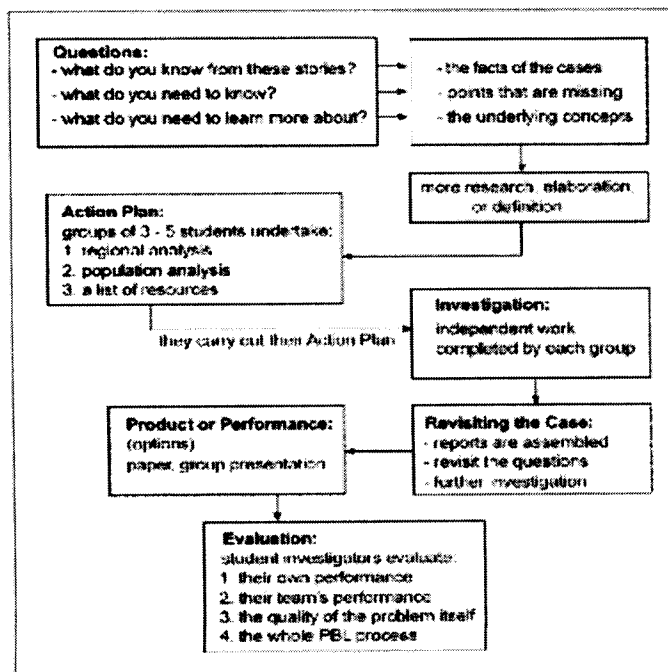 Questions:
- what do you know from these stories?
- what do you need to know?
- what do you need to learn more about?
- the facts of the cases
- points that are missing
- the underlying concepts
more research, elaboration,
or definition
Action Plan:
groups of 3 - 5 students undertake:
1. regional analysis
2. population analysis
3. a list of resources
they carry out their Action Plan
Investigation:
independent work
completed by each group
Revisiting the Case:
- reports are assembled
- revisit the questions
- further investigation
Product or Performance:
(options)
paper, group presentation
Evaluation:
student investigators evaluate:
1. their own performance
2. their team's performance
3. the quality of the problem itself
4. the whole PBL process